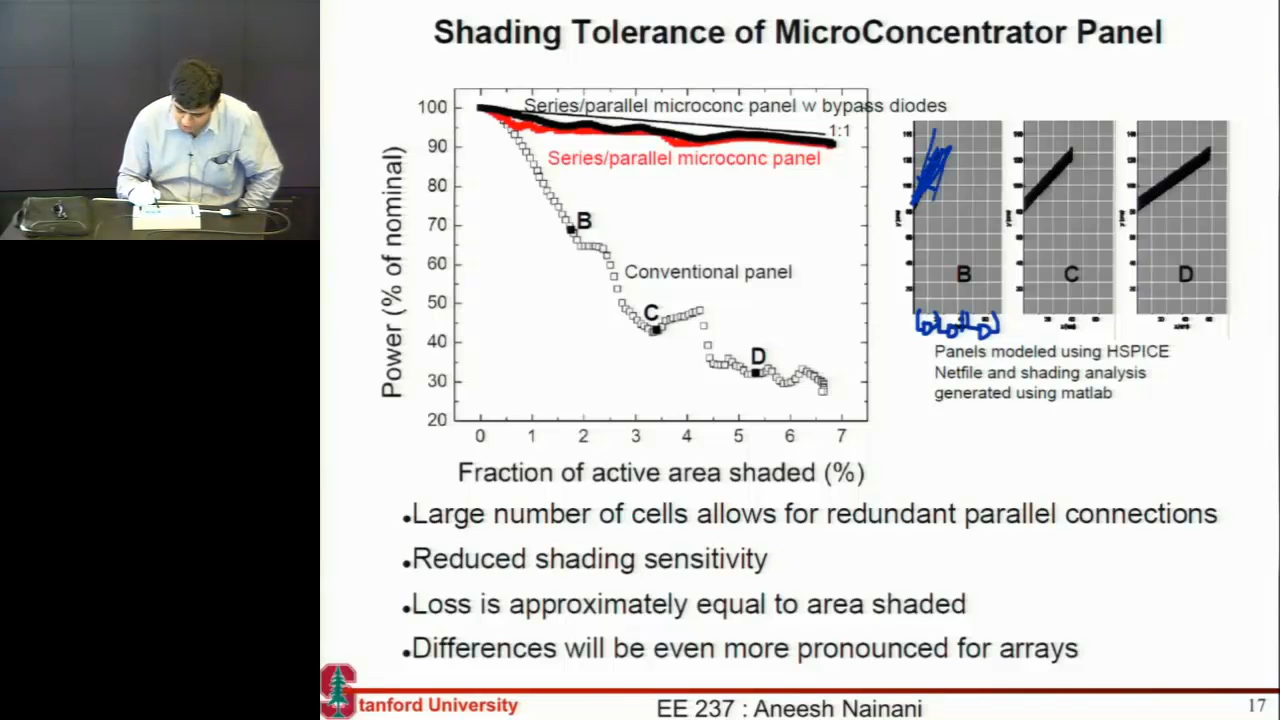 Shading Tolerance of MicroConcentrator Panel
Series/parallel microconc panel w bypass diodes
1:1
Series/parallel microconc panel
Conventional panel
B
C
D
Power (% of nominal)
100
90
80
70
60
50
40
30
20
0 1 2 3 4 5 6 7
Fraction of active area shaded (%)
B
C
D
Panels modeled using HSPICE
Netfile and shading analysis
generated using matlab
•Large number of cells allows for redundant parallel connections
•Reduced shading sensitivity
•Loss is approximately equal to area shaded
•Differences will be even more pronounced for arrays
Stanford University
EE 237 : Aneesh Nainani
17